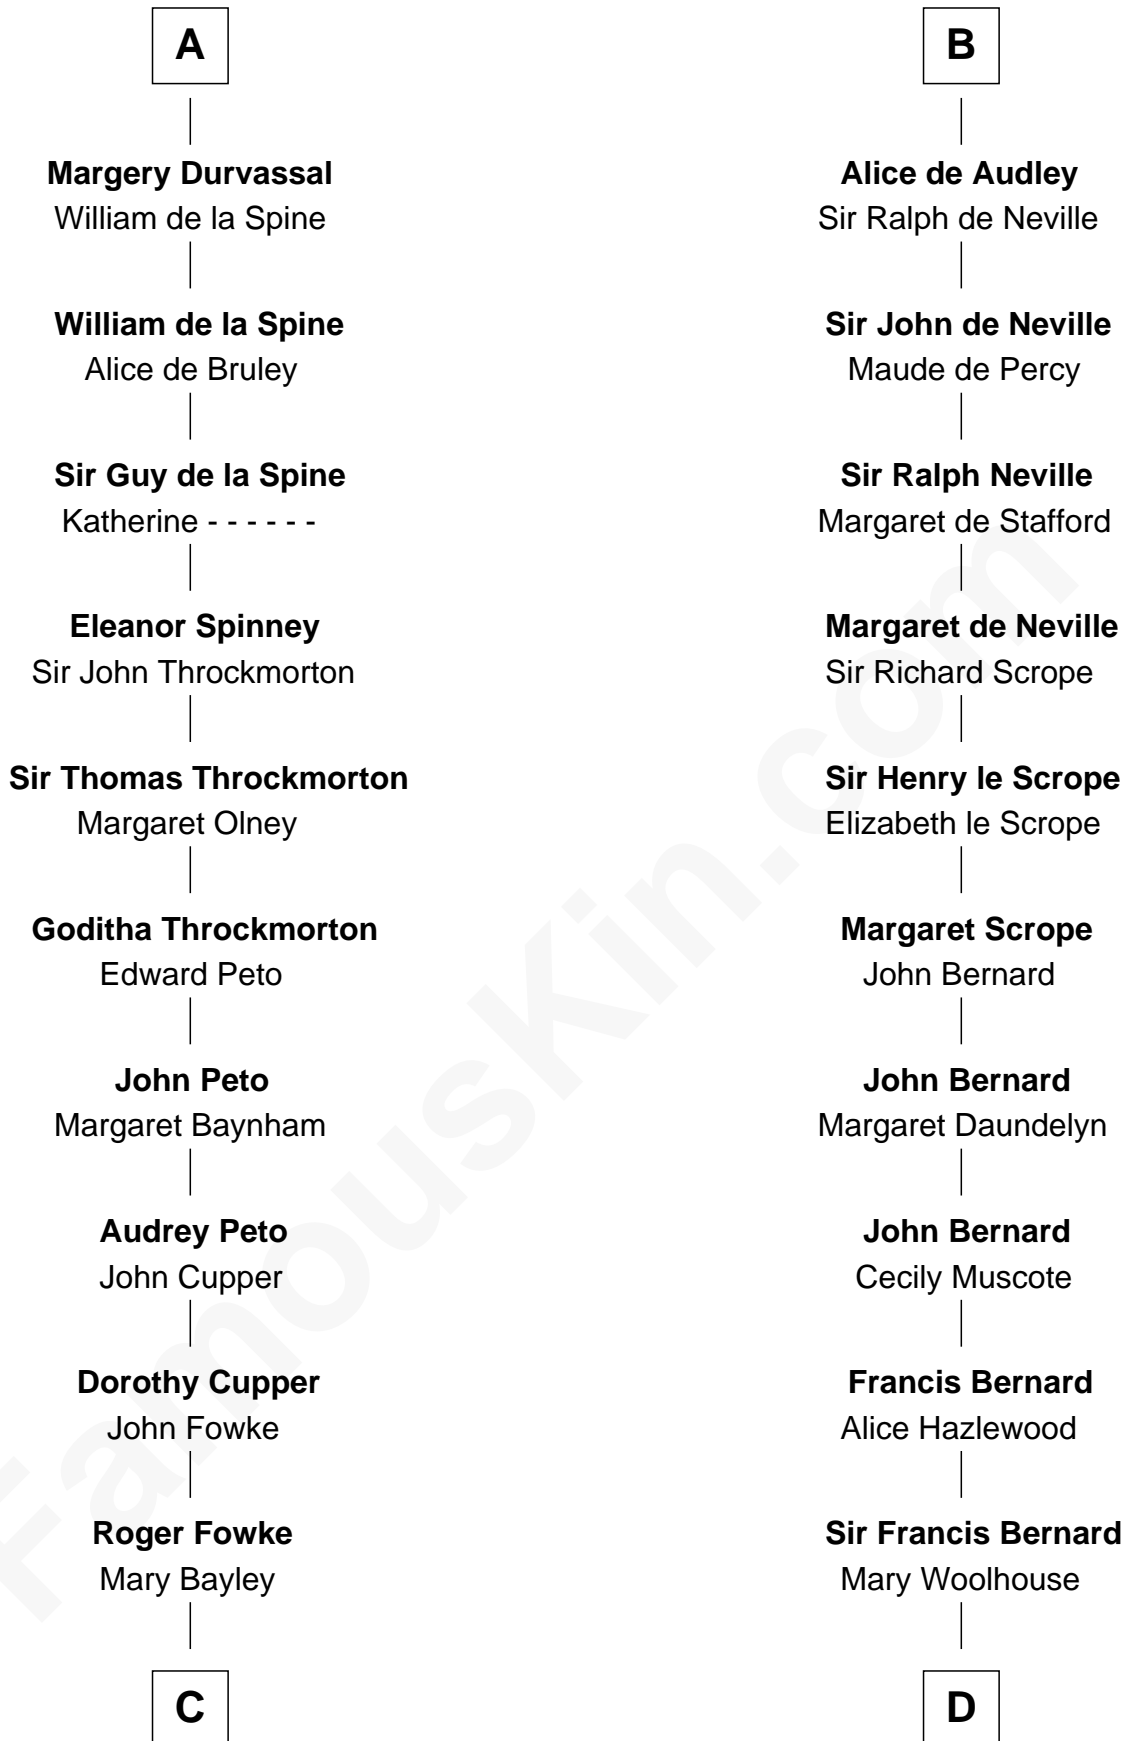 A
Margery Durvassal
William de la Spine
William de la Spine
Alice de Bruley
Sir Guy de la Spine
Katherine - - - - - -
Eleanor Spinney
Sir John Throckmorton
Sir Thomas Throckmorton
Margaret Olney
Goditha Throckmorton
Edward Peto
John Peto
Margaret Baynham
Audrey Peto
John Cupper
Dorothy Cupper
John Fowke
Roger Fowke
Mary Bayley
C
B
Alice de Audley
Sir Ralph de Neville
Sir John de Neville
Maude de Percy
Sir Ralph Neville
Margaret de Stafford
Margaret de Neville
Sir Richard Scrope
Sir Henry le Scrope
Elizabeth le Scrope
Margaret Scrope
John Bernard
John Bernard
Margaret Daundelyn
John Bernard
Cecily Muscote
Francis Bernard
Alice Hazlewood
Sir Francis Bernard
Mary Woolhouse
D
FamousKin.com